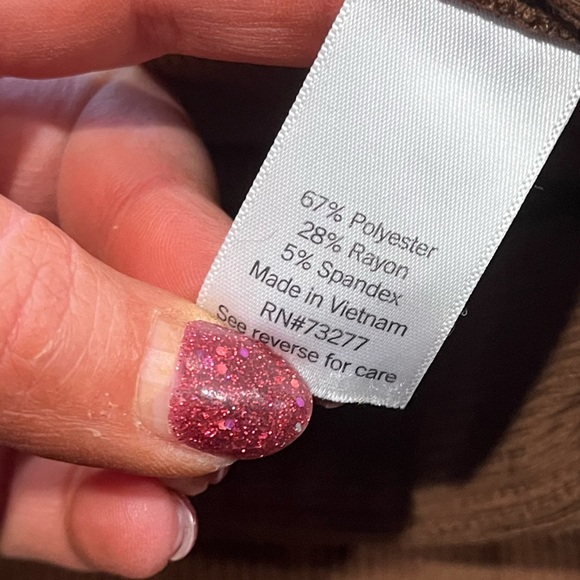 67% Polyester
28% Rayon
5% Spandex
Made in Vietnam
RN#73277
See reverse for care